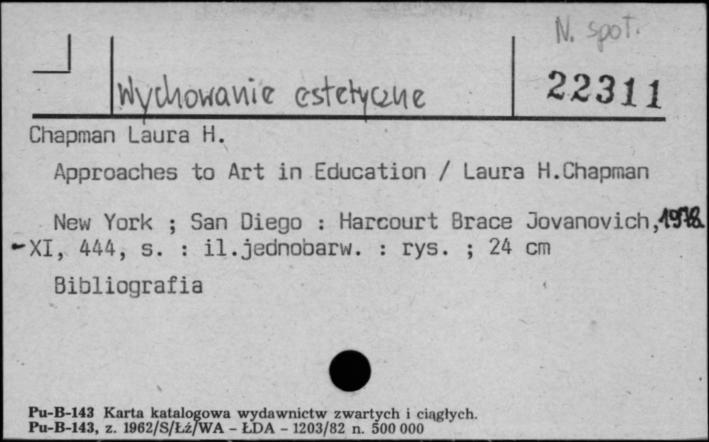 N. społ.
Wychowanie estetyczne
22311
Chapman Laura H.
Approaches to Art in Education / Laura H.Chapman
New York ; San Diego : Harcourt Brace Jovanovich,1978
-XI, 444, s. : il.jednobarw. : rys. ; 24 cm
Bibliografia
Pu-B-143 Karta katalogowa wydawnictw zwartych i ciągłych.
Pu-B-143, z. 1962/S/Łź/WA - ŁDA - 1203/82 n. 500 000